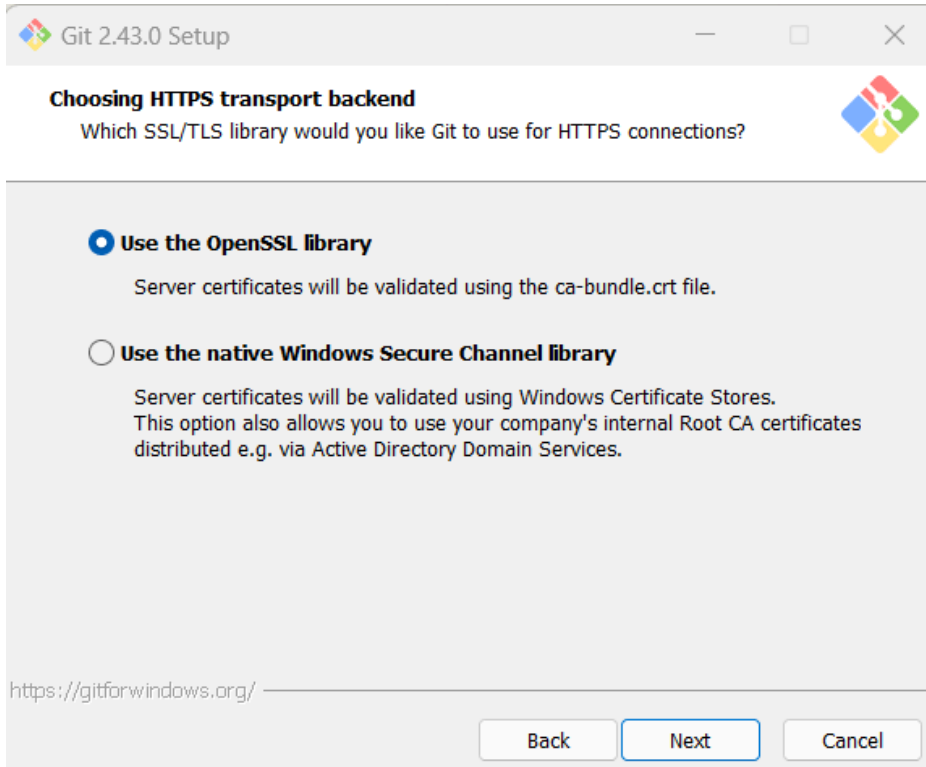 Git 2.43.0 Setup
Choosing HTTPS transport backend
Which SSL/TLS library would you like Git to use for HTTPS connections?
Use the OpenSSL library
Server certificates will be validated using the ca-bundle.crt file.
Use the native Windows Secure Channel library
Server certificates will be validated using Windows Certificate Stores.
This option also allows you to use your company's internal Root CA certificates
distributed e.g. via Active Directory Domain Services.
https://gitforwindows.org/
Back Next Cancel